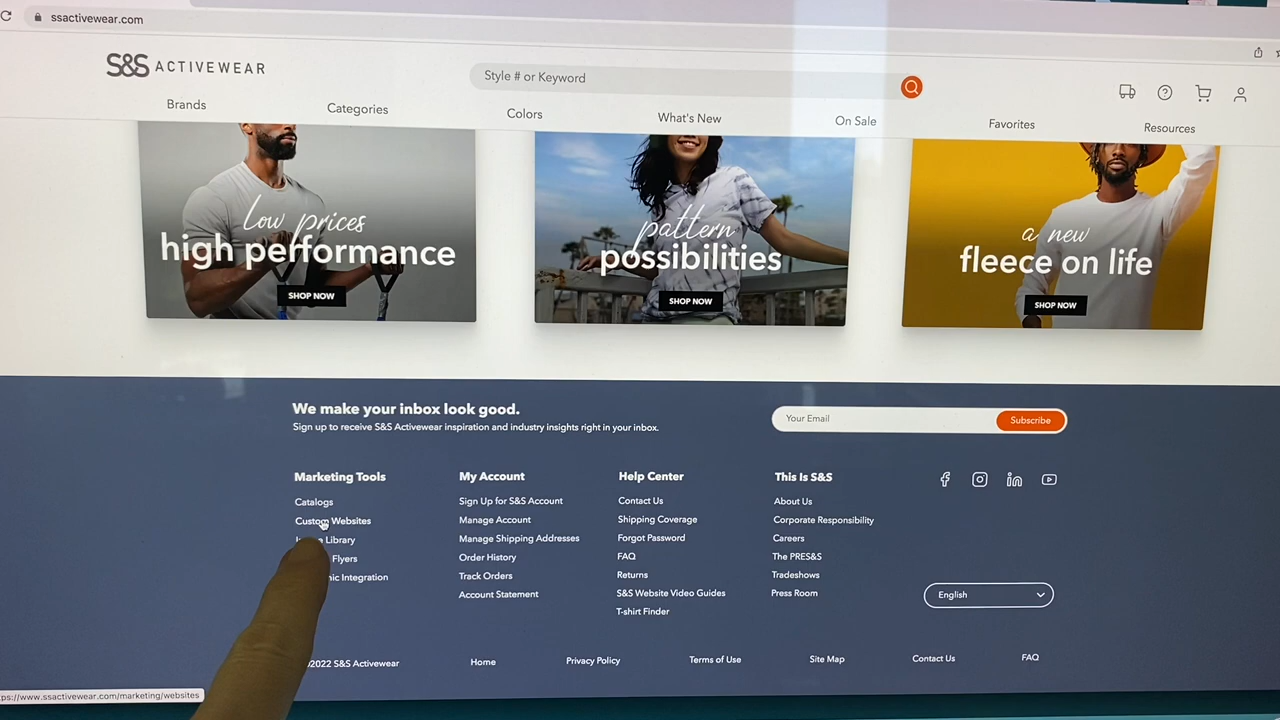 ssactivewear.com
S&S ACTIVEWEAR
Style # or Keyword
Brands
Categories
Colors
What's New
On Sale
Favorites
Resources
low prices
high performance
SHOP NOW
pattern
possibilities
SHOP NOW
a new
fleece on life
SHOP NOW
We make your inbox look good.
Sign up to receive S&S Activewear inspiration and industry insights right in your inbox.
Your Email
Subscribe
Marketing Tools
Catalogs
Custom Websites
Library
Flyers
Integration
My Account
Sign Up for S&S Account
Manage Account
Manage Shipping Addresses
Order History
Track Orders
Account Statement
Help Center
Contact Us
Shipping Coverage
Forgot Password
FAQ
Returns
S&S Website Video Guides
T-shirt Finder
This Is S&S
About Us
Corporate Responsibility
Careers
The PRES&S
Tradeshows
Press Room
English
2022 S&S Activewear
Home
Privacy Policy
Terms of Use
Site Map
Contact Us
FAQ
ps://www.ssactivewear.com/marketing/websites